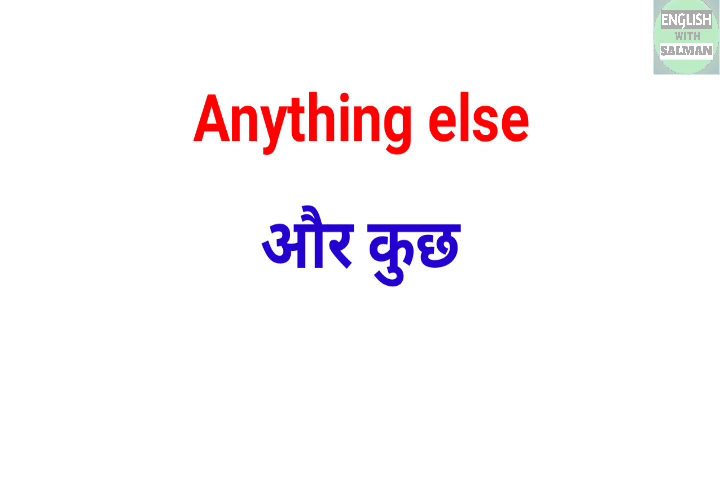 ENGLISH
WITH
SALMAN
Anything else
और कुछ